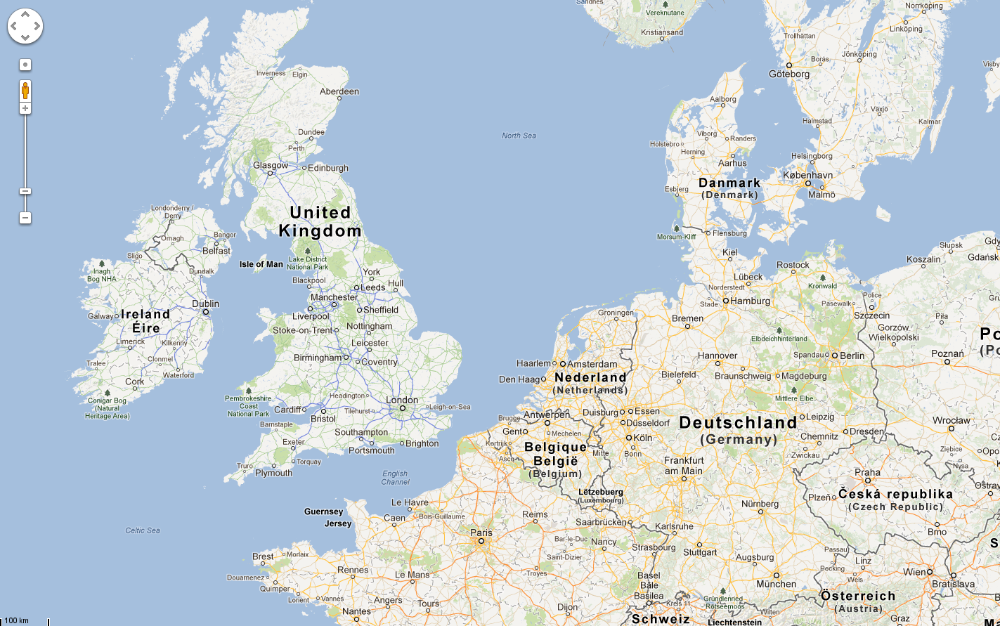 Sandnes
Vereknutane
Kristiansand
Norrköping
Linköping
Trollhättan
Borås
Jönköping
Göteborg
Visby
Växjö
Halmstad
Kalmar
Helsingborg
Malmö
Inverness
Elgin
Aberdeen
Dundee
Perth
Glasgow
Edinburgh
North Sea
Aalborg
Viborg
Randers
Holstebro
Herning
Aarhus
København
Danmark
(Denmark)
Esbjerg
Morsum-Kliff
Flensburg
Kiel
United
Kingdom
Londonderry /
Derry
Omagh
Bangor
Belfast
Sligo
Isle of Man
Lake District
National Park
Inagh
Bog NHA
Dundalk
Blackpool
York
Leeds
Hull
Manchester
Liverpool
Sheffield
Dublin
Galway
Ireland
Éire
Limerick
Kilkenny
Clonmel
Tralee
Waterford
Cork
Conigar Bog
(Natural
Heritage Area)
Stoke-on-Trent
Nottingham
Leicester
Birmingham
Coventry
Pembrokeshire
Coast
National Park
Headington
London
Cardiff
Tilehurst
Leigh-on-Sea
Bristol
Barnstaple
Southampton
Exeter
Portsmouth
Brighton
Torquay
Truro
Plymouth
English
Channel
Celtic Sea
Guernsey
Jersey
Rostock
Lübeck
Kronwald
Norderstedt
Stade
Hamburg
Pasewalk
Police
Szczecin
Słupsk
Koszalin
Gdy
Gdańsk
Groningen
Bremen
Elbdeichhinterland
Gorzów
Wielkopolski
Piła
Po
(Po
Haarlem
Amsterdam
Hannover
Spandau
Berlin
Poznań
Den Haag
Nederland
(Netherlands)
Bielefeld
Braunschweig
Magdeburg
Mittlere Elbe
Duisburg
Essen
Düsseldorf
Deutschland
(Germany)
Leipzig
Dresden
Wrocław
Chemnitz
Zwickau
Ziębice
Opo
Nysa
Brugge
Antwerpen
Gent
Mechelen
Köln
Kortrijk
Belgique
België
(Belgium)
Mitte
Bonn
Ascq
Frankfurt
am Main
Lëtzebuerg
(Luxembourg)
Praha
Ostrav
Plzeň
Česká republika
(Czech Republic)
Nürnberg
Brno
Le Havre
Caen
Bois-Guillaume
Reims
Saarbrücken
Karlsruhe
Paris
Bar-le-Duc
Nancy
Strasbourg
Stuttgart
Passau
S
Brest
Morlaix
Saint-Dizier
Augsburg
Linz
Pocking
Wels
Wien
Bratislava
Douarnenez
Quimper
Rennes
Le Mans
Troyes
Basel
Bâle
Basilea
München
Lorient
Vannes
Angers
Tours
Dijon
Kreis 11
Gründlenried
Rötseemoos
Österreich
(Austria)
Nantes
Schweiz
Liechtenstein
Winten
Graz
Ma
100 km